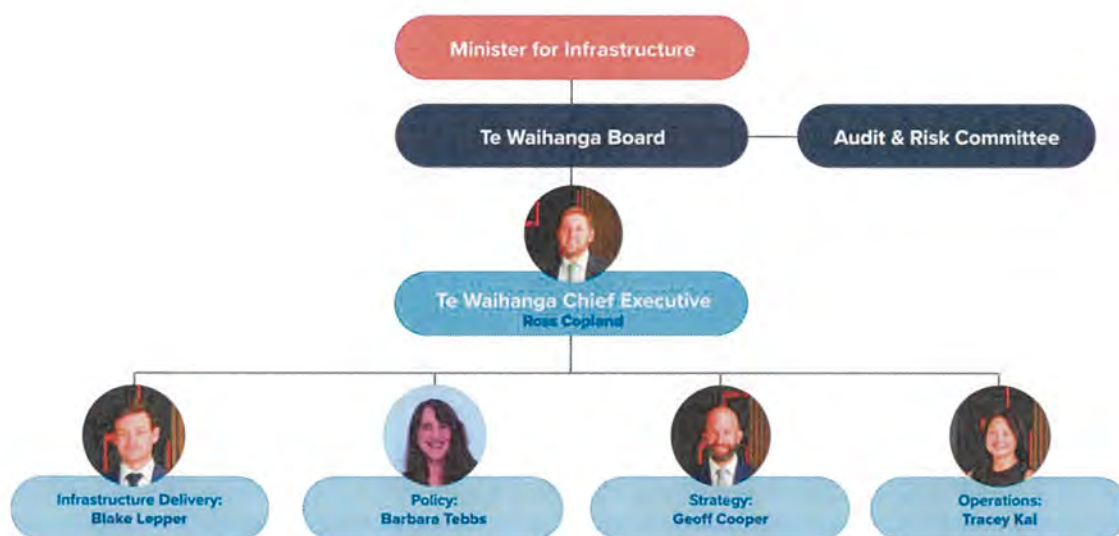 Minister for Infrastructure
Te Waihanga Board
Audit & Risk Committee
Te Waihanga Chief Executive
Ross Copland
Infrastructure Delivery:
Blake Lepper
Policy:
Barbara Tebbs
Strategy:
Geoff Cooper
Operations:
Tracey Kai